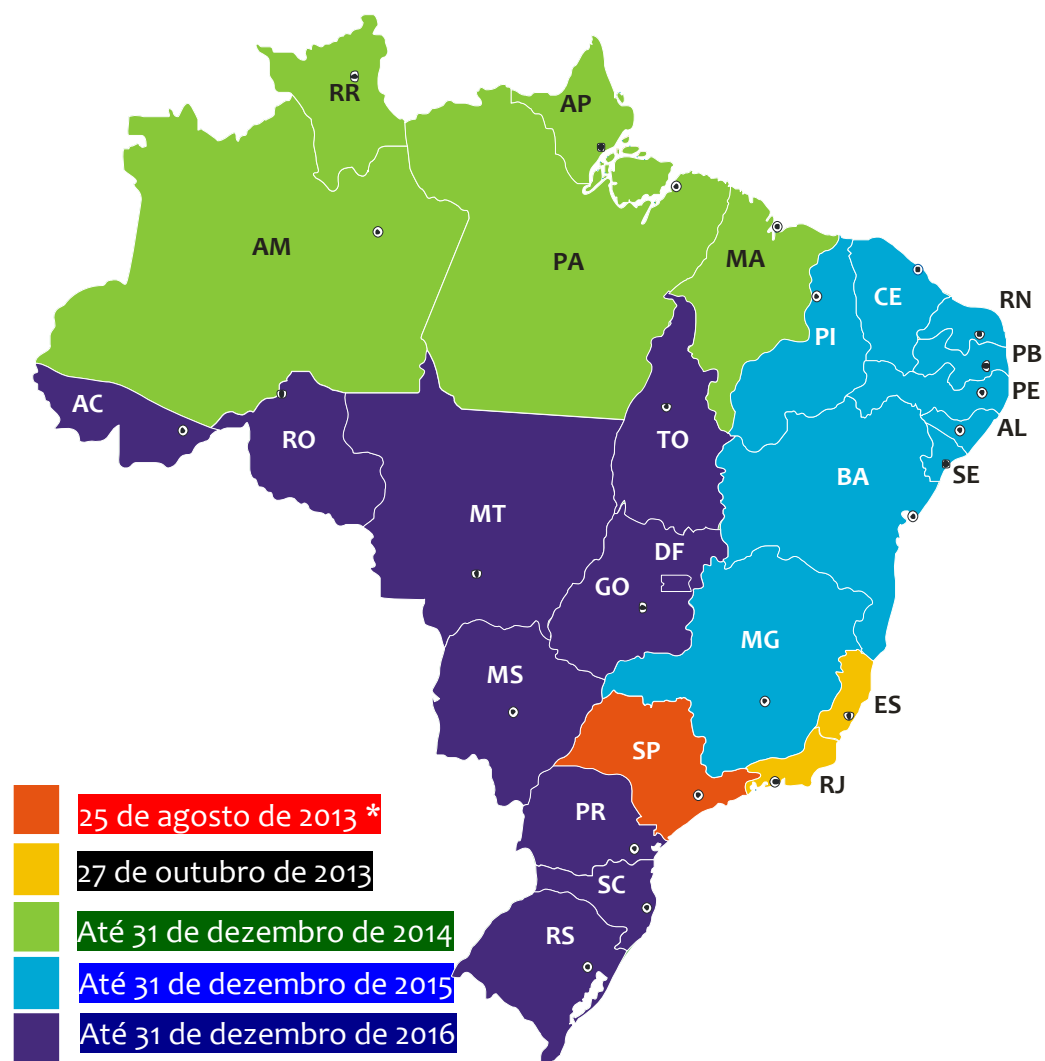 RR
AP
AM
PA
MA
CE
RN
PI
PB
PE
AC
AL
RO
TO
SE
BA
MT
DF
GO
MG
MS
ES
SP
RJ
PR
SC
RS
25 de agosto de 2013 *
27 de outubro de 2013
Até 31 de dezembro de 2014
Até 31 de dezembro de 2015
Até 31 de dezembro de 2016